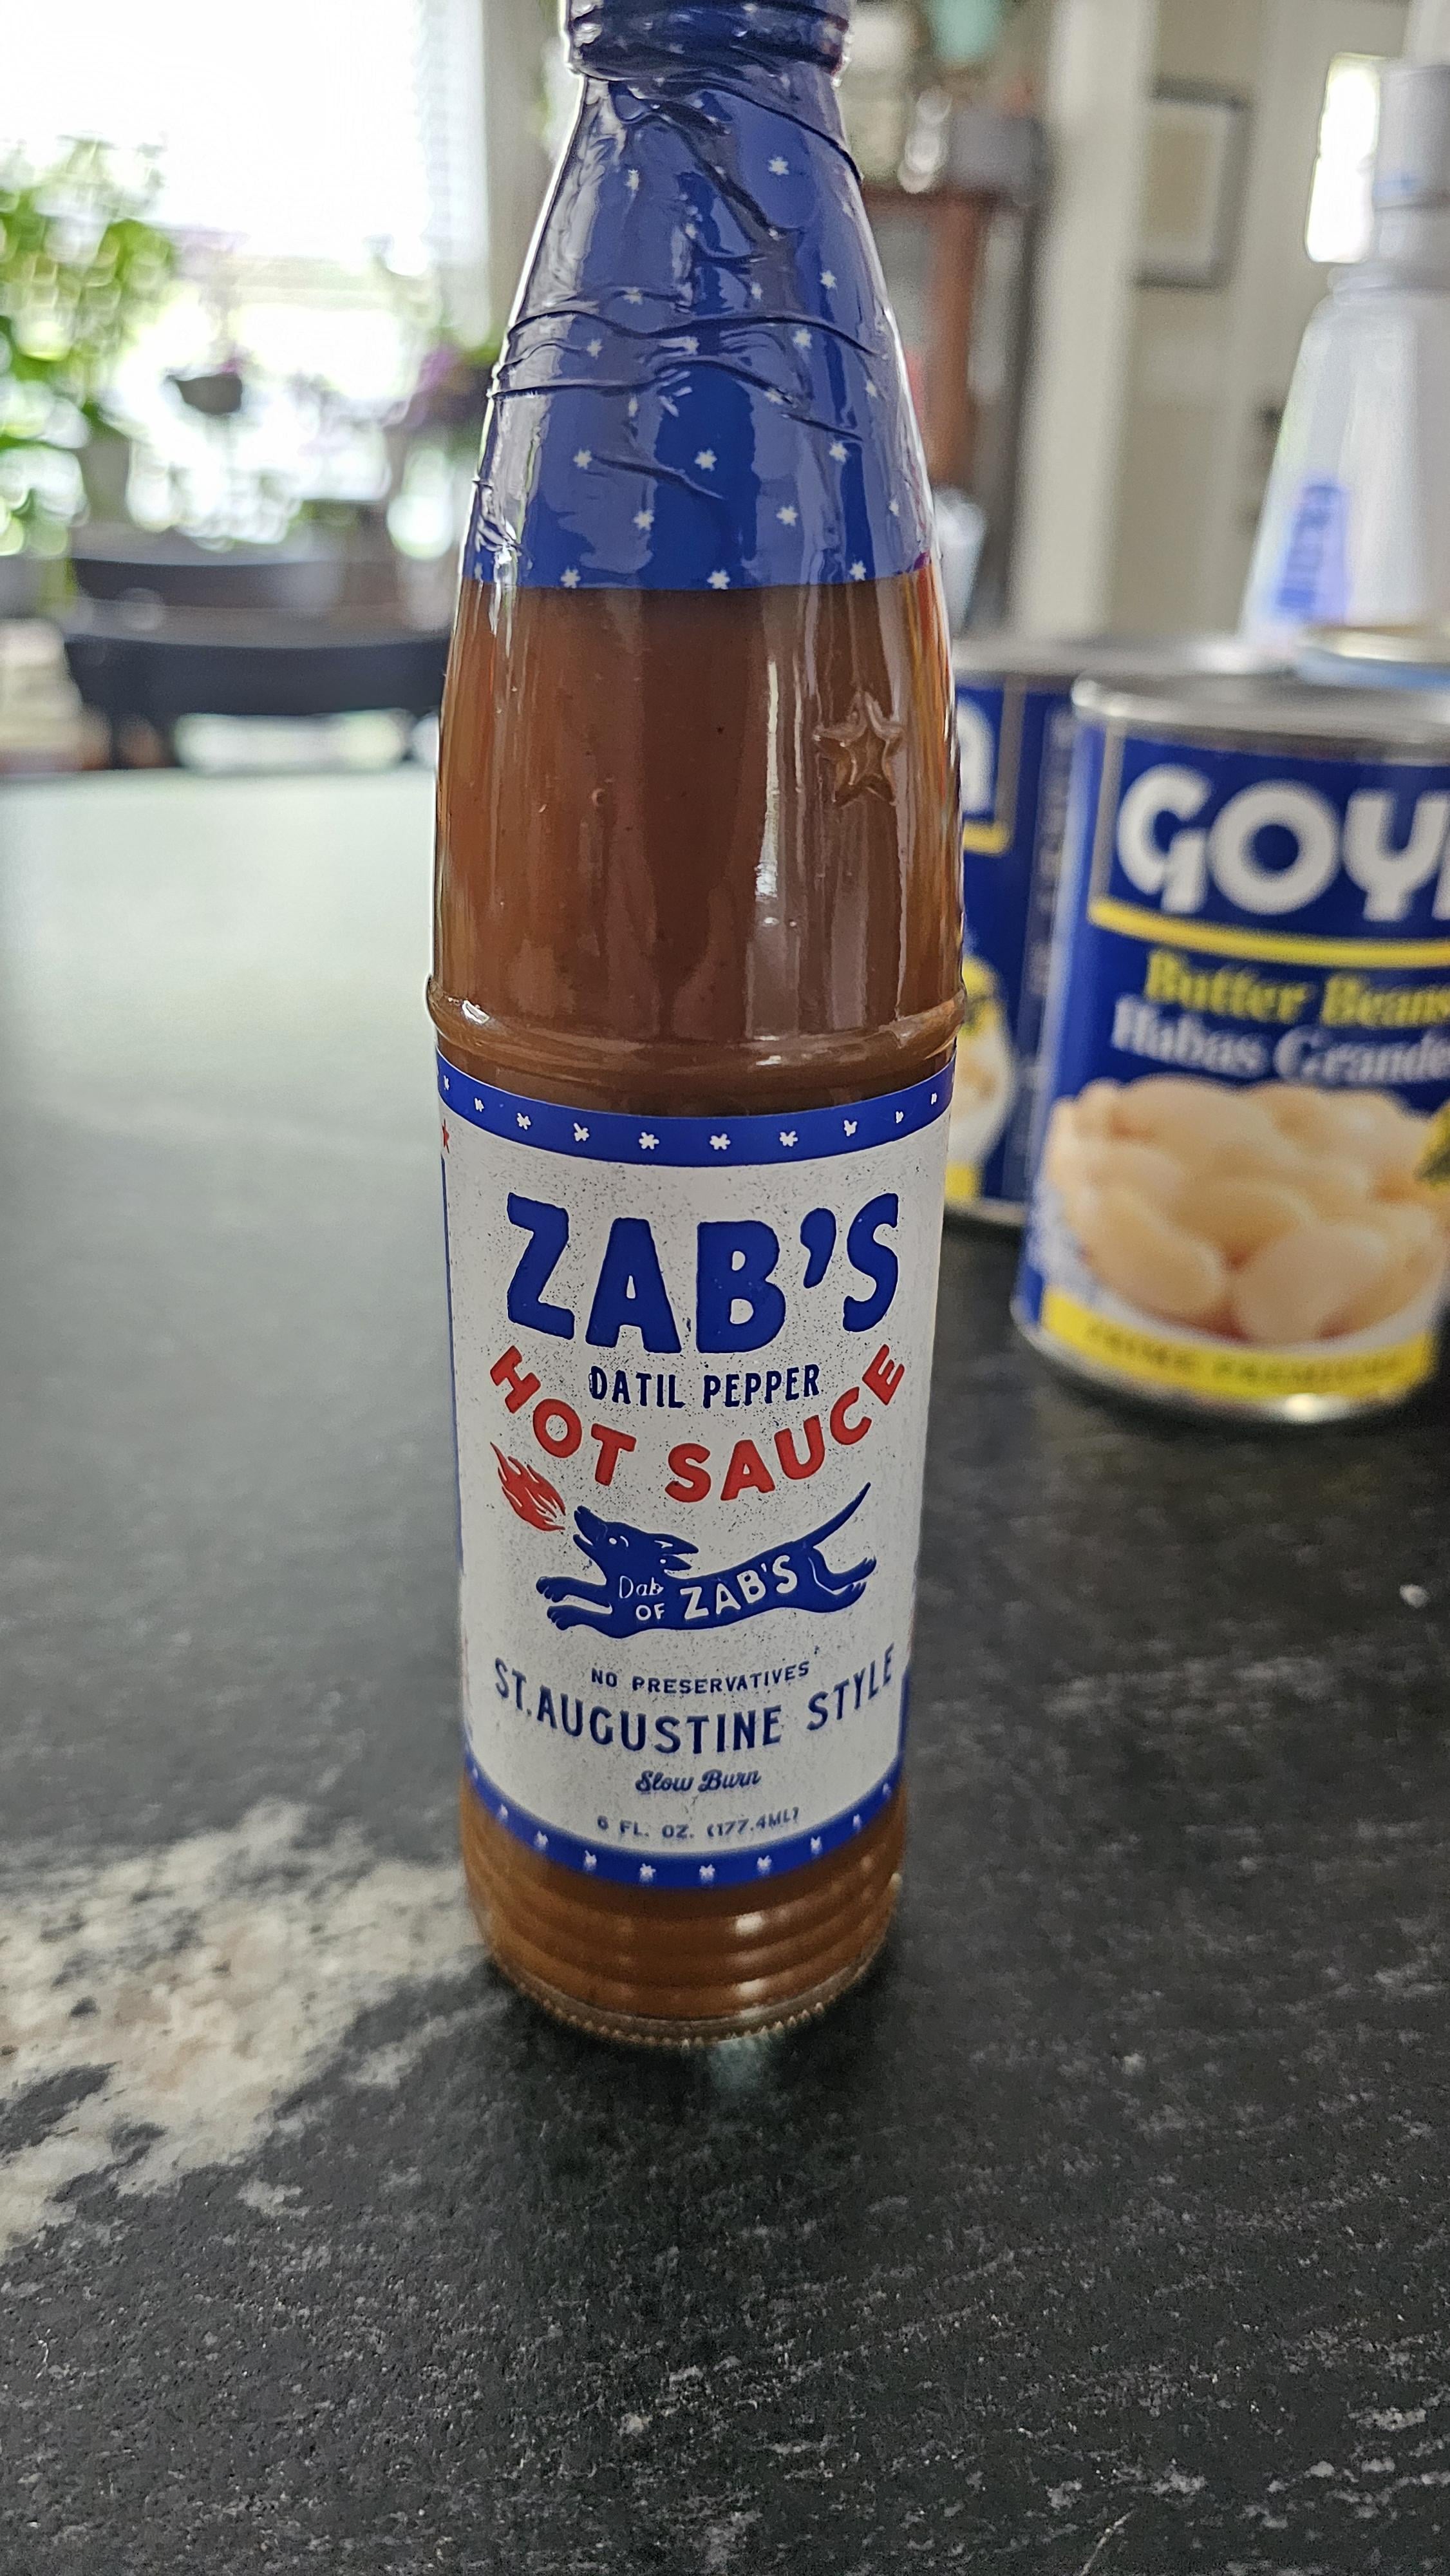 ZAB'S
DATIL PEPPER
HOT SAUCE
Dab
OF ZAB'S
NO PRESERVATIVES
ST. AUGUSTINE STYLE
Slow Burn
6 FL. OZ. (177.4ML)
GOY
Butter Beans
Habas Grande